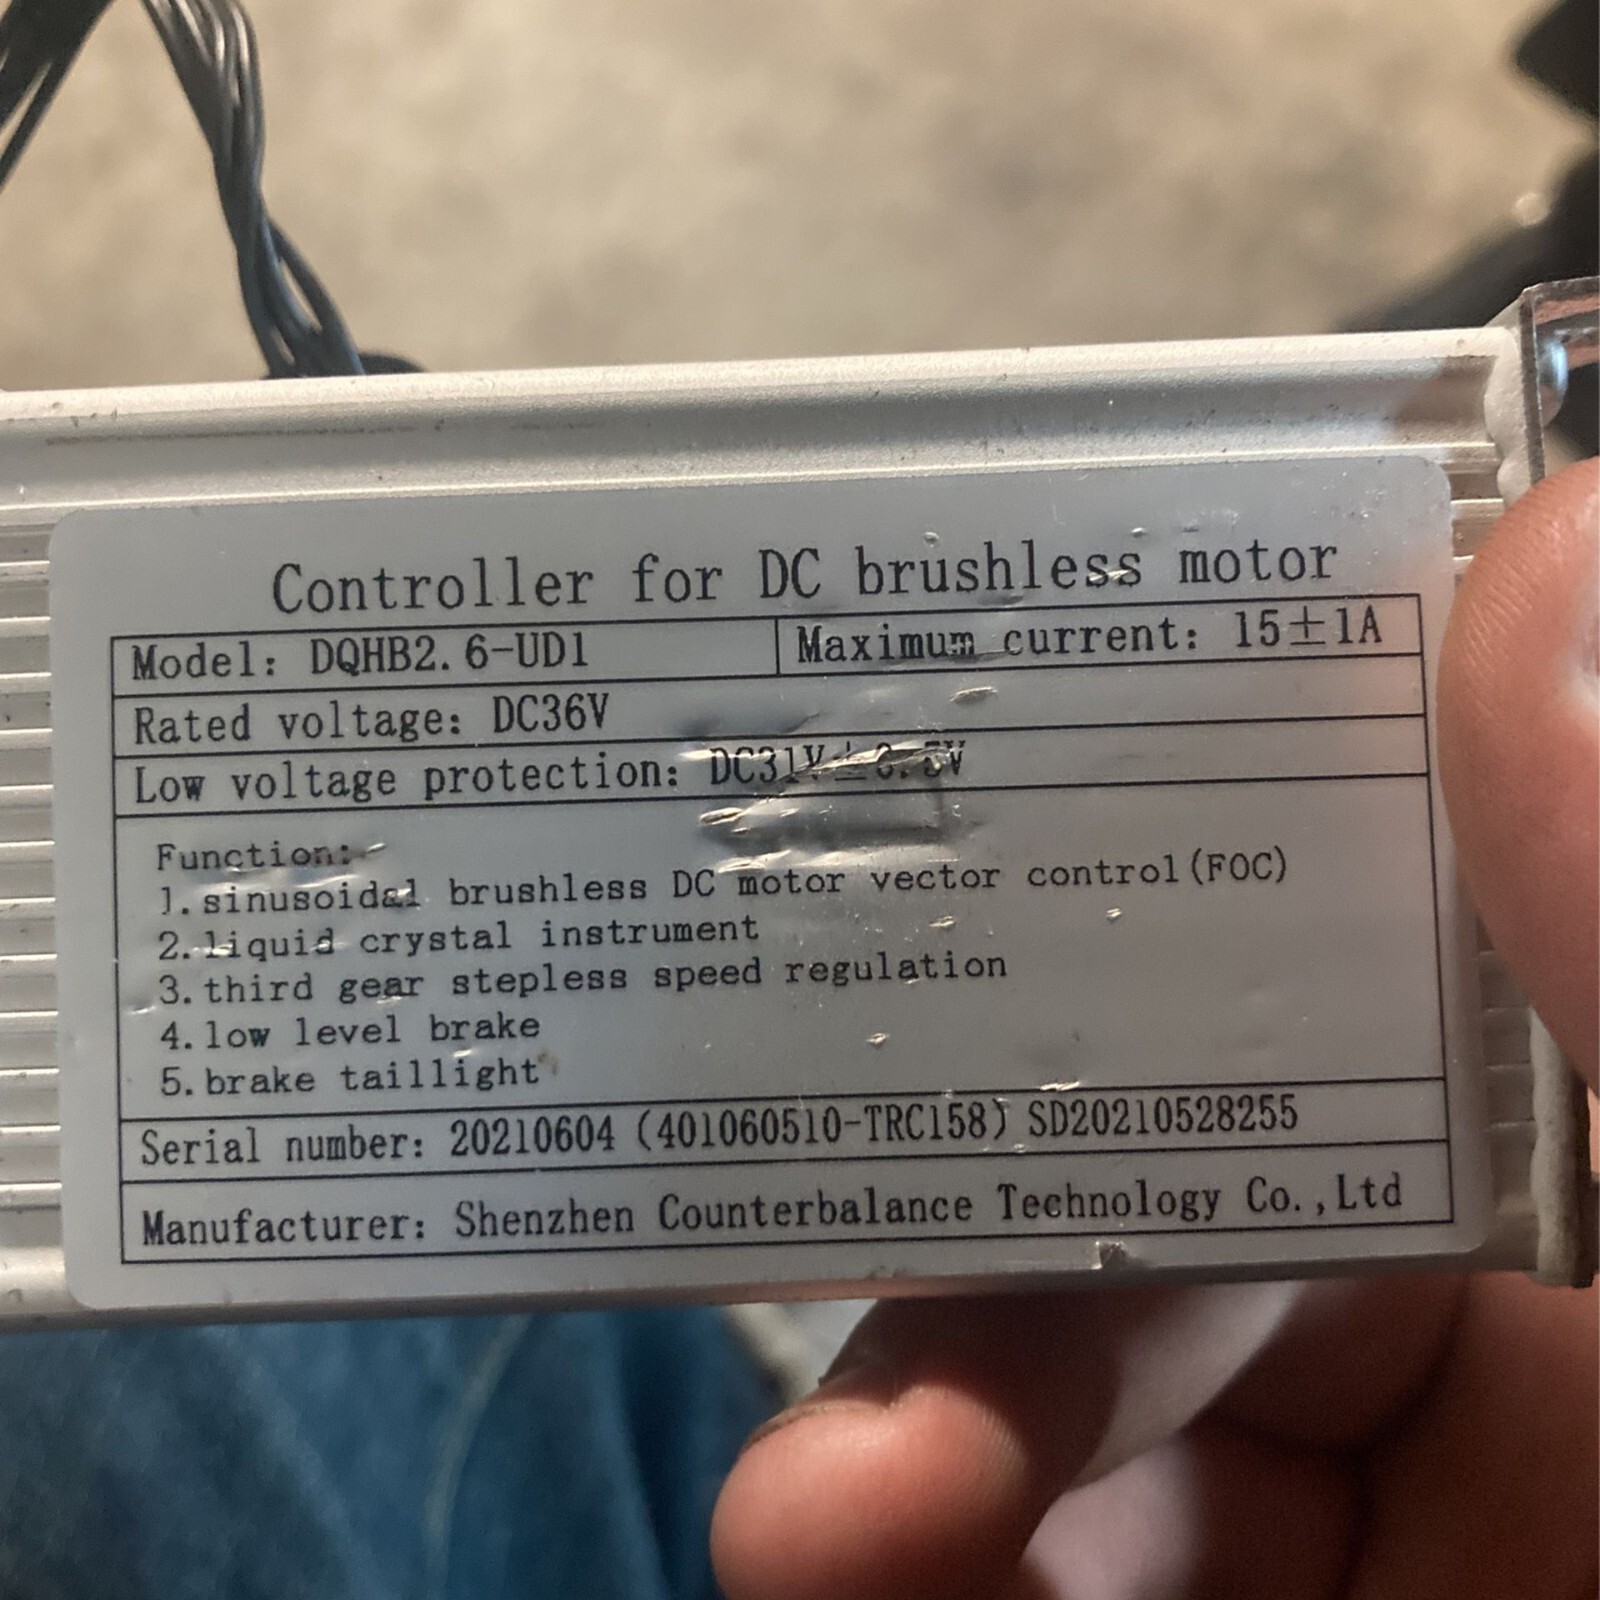 Controller for DC brushless motor
Model: DQHB2.6-UD1 Maximum current: 15±1A
Rated voltage: DC36V
Low voltage protection: DC31V±0.5V
Function:
1.sinusoidal brushless DC motor vector control(FOC)
2.liquid crystal instrument
3.third gear stepless speed regulation
4.low level brake
5.brake taillight
Serial number: 20210604 (401060510-TRC158) SD20210528255
Manufacturer: Shenzhen Counterbalance Technology Co.,Ltd